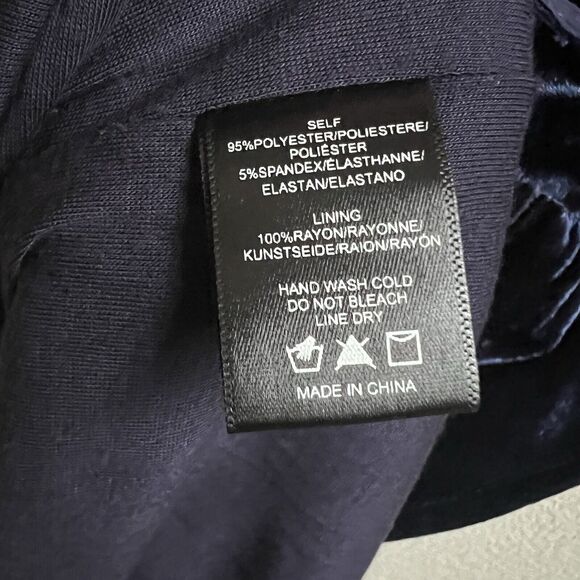 SELF
95%POLYESTER/POLIESTERE/
POLIÉSTER
5%SPANDEX/ÉLASTHANNE/
ELASTAN/ELASTANO
LINING
100%RAYON/RAYONNE/
KUNSTSEIDE/RAION/RAYÓN
HAND WASH COLD
DO NOT BLEACH
LINE DRY
MADE IN CHINA